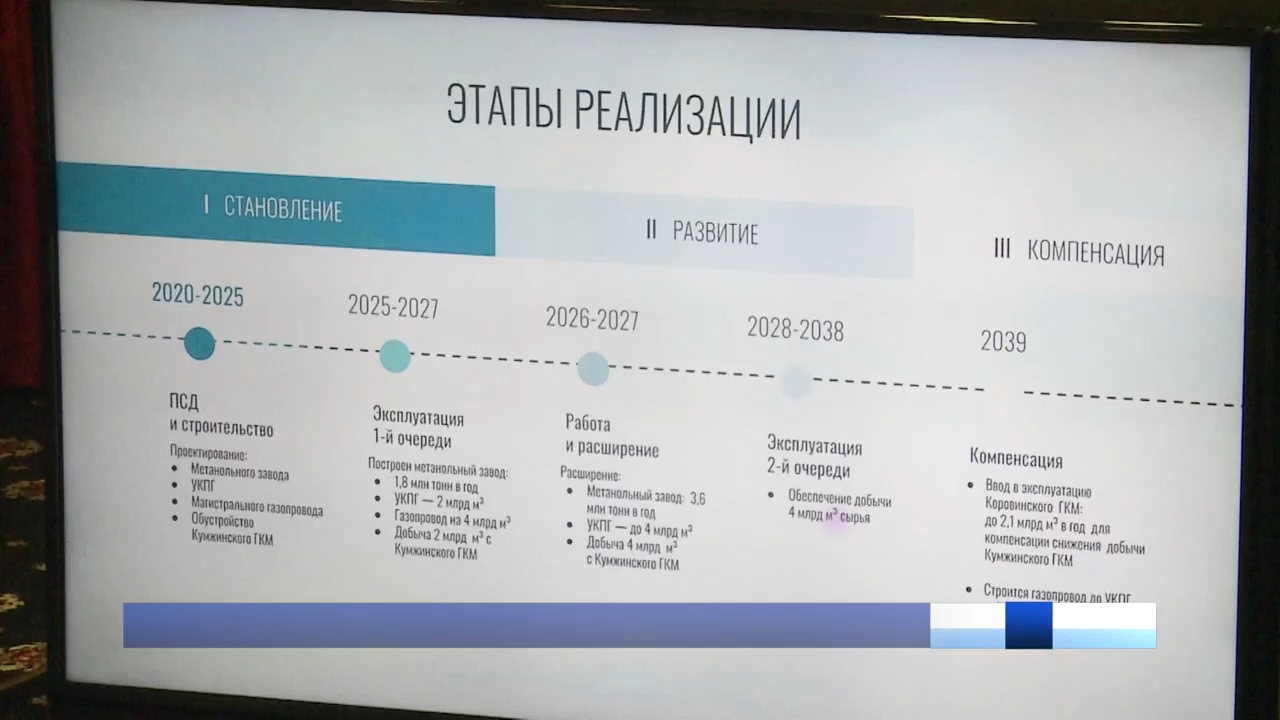 ЭТАПЫ РЕАЛИЗАЦИИ
I СТАНОВЛЕНИЕ
II РАЗВИТИЕ
III КОМПЕНСАЦИЯ
2020-2025
ПСД
и строительство
Проектирование:
• Метанольного завода
• УКПГ
• Магистрального газопровода
• Обустройство
Кумжинского ГКМ
2025-2027
Эксплуатация
1-й очереди
Построен метанольный завод:
• 1,8 млн тонн в год
• УКПГ — 2 млрд м³
• Газопровод на 4 млрд м³
• Добыча 2 млрд м³ с
Кумжинского ГКМ
2026-2027
Работа
и расширение
Расширение:
• Метанольный завод: 3,6
млн тонн в год
• УКПГ — до 4 млрд м³
• Добыча 4 млрд м³
с Кумжинского ГКМ
2028-2038
Эксплуатация
2-й очереди
• Обеспечение добычи
4 млрд м³ сырья
2039
Компенсация
• Ввод в эксплуатацию
Коровинского ГКМ:
до 2,1 млрд м³ в год для
компенсации снижения добычи
Кумжинского ГКМ
• Строится газопровод до УКПГ